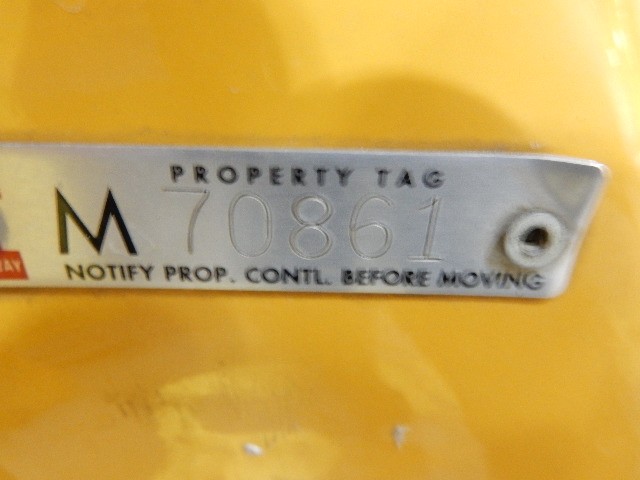 PROPERTY TAG
M 70861
NOTIFY PROP. CONTL. BEFORE MOVING